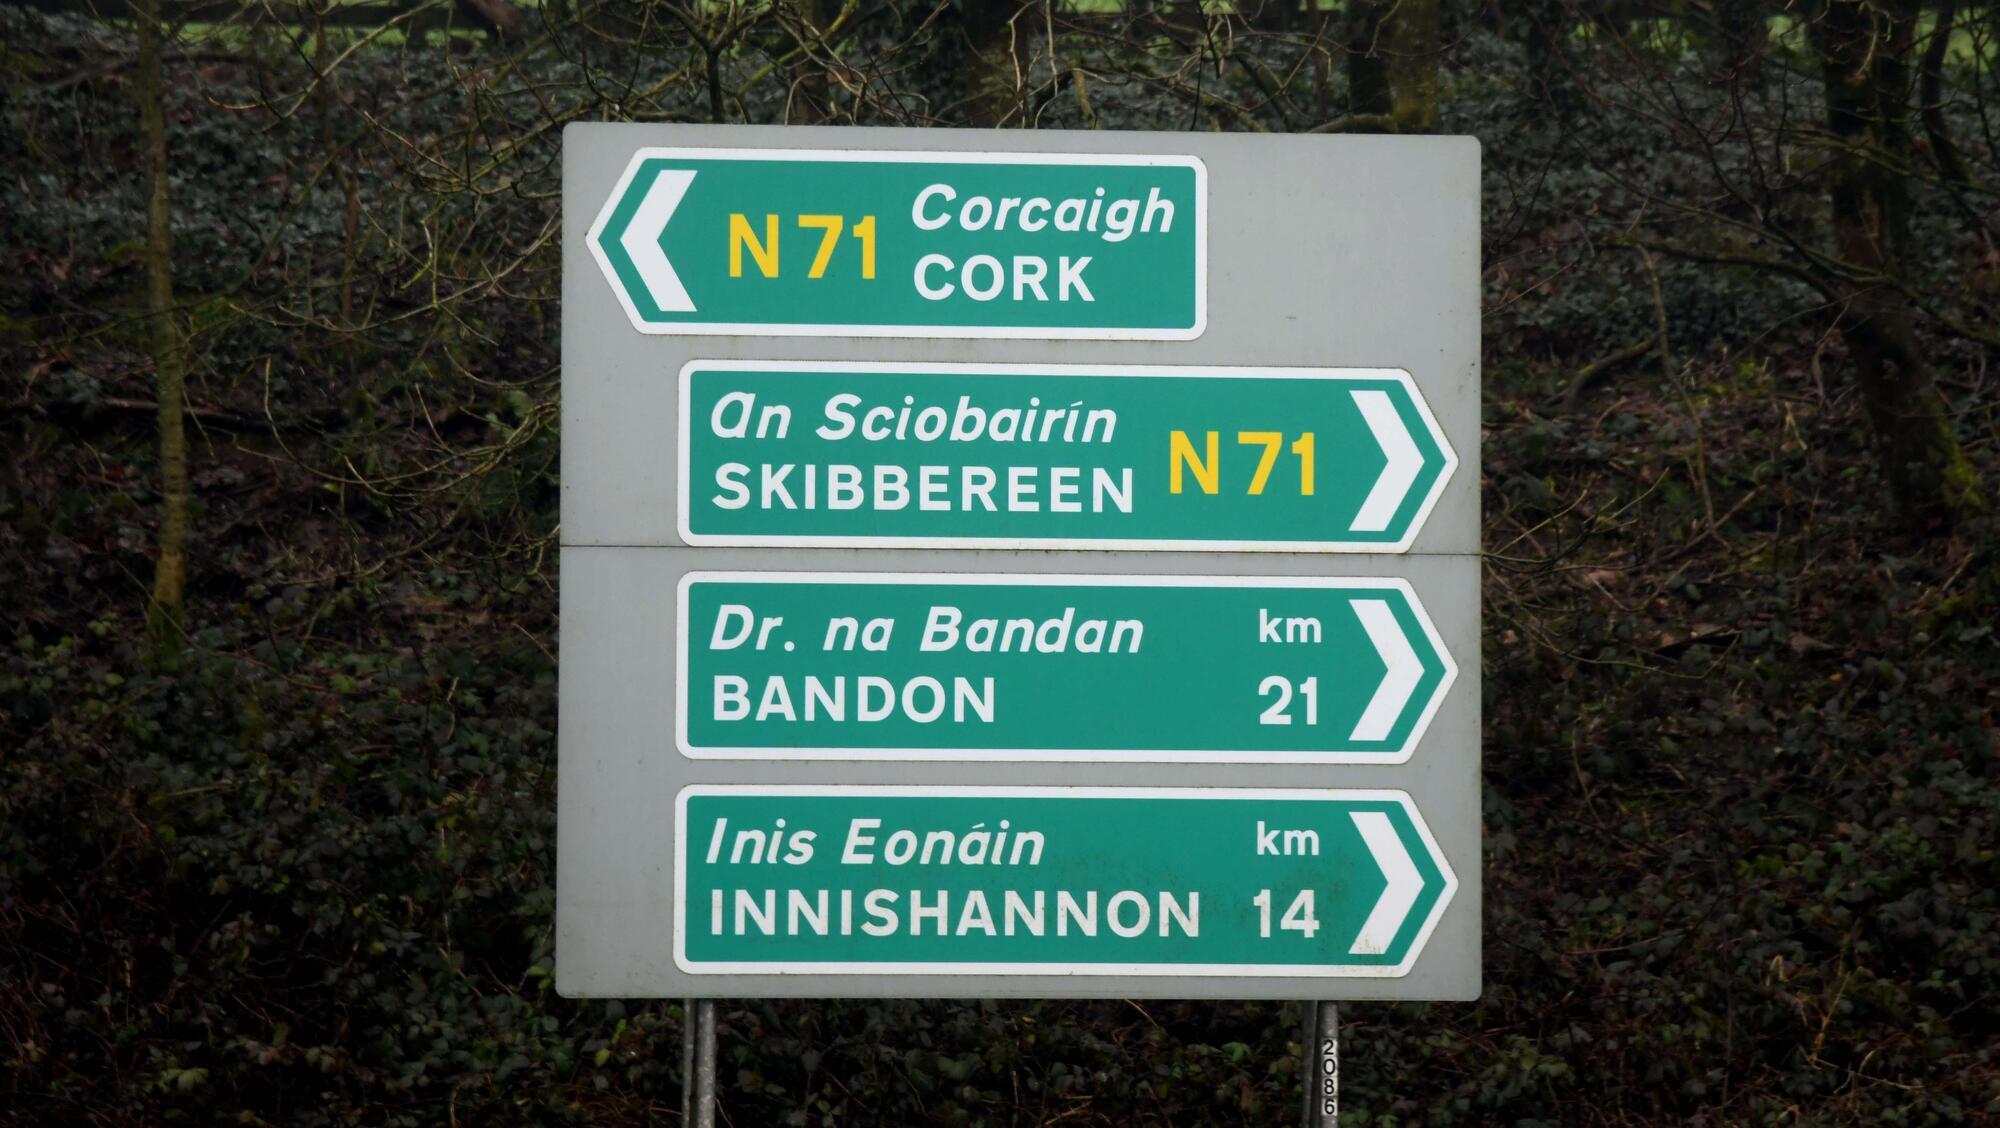 N71 Corcaigh
CORK
An Sciobairín
SKIBBEREEN N71
Dr. na Bandan km
BANDON 21
Inis Eonáin km
INNISHANNON 14
2086